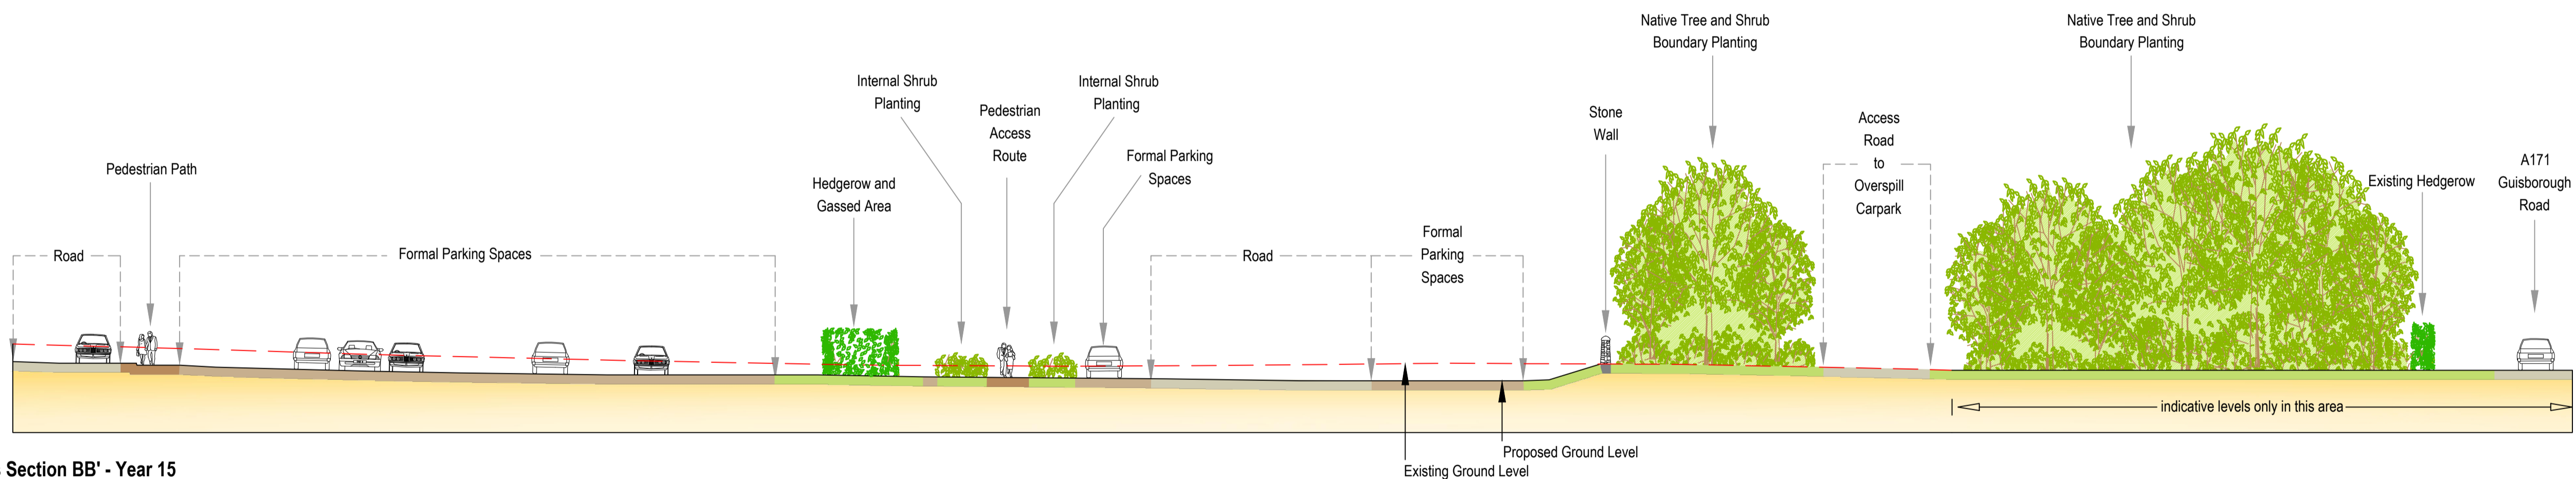 Native Tree and Shrub
Boundary Planting
Native Tree and Shrub
Boundary Planting
Internal Shrub
Planting
Internal Shrub
Planting
Pedestrian
Access
Route
Stone
Wall
Access
Road
to
Overspill
Carpark
Pedestrian Path
Formal Parking
Spaces
A171
Guisborough
Road
Hedgerow and
Gassed Area
Existing Hedgerow
Road
Formal Parking Spaces
Road
Formal
Parking
Spaces
indicative levels only in this area
Proposed Ground Level
Existing Ground Level
Section BB' - Year 15